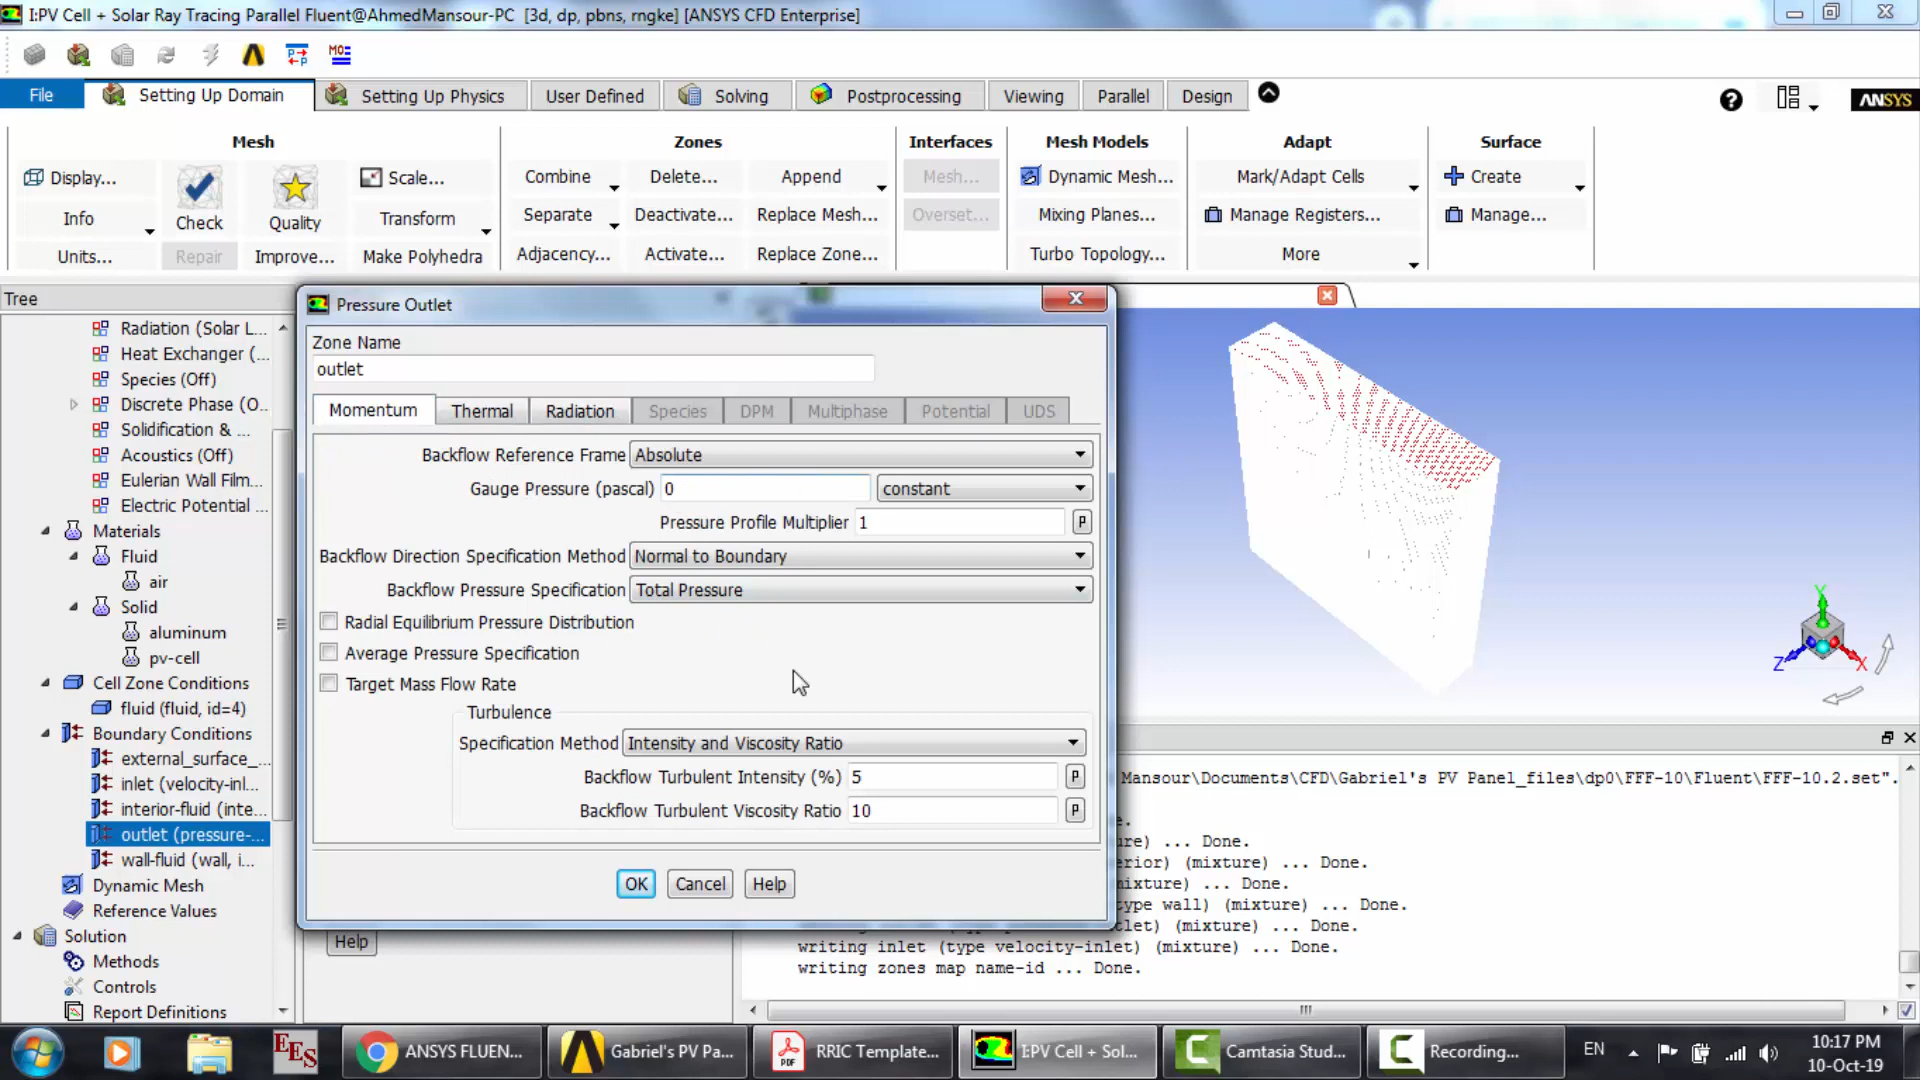 I:PV Cell + Solar Ray Tracing Parallel Fluent@AhmedMansour-PC [3d, dp, pbns, rngke] [ANSYS CFD Enterprise]
File
Setting Up Domain
Setting Up Physics
User Defined
Solving
Postprocessing
Viewing
Parallel
Design
ANSYS
Mesh
Display...
Info
Units...
Check
Repair
Quality
Improve...
Scale...
Transform
Make Polyhedra
Zones
Combine
Separate
Adjacency...
Delete...
Deactivate...
Activate...
Append
Replace Mesh...
Replace Zone...
Interfaces
Mesh...
Overset...
Mesh Models
Dynamic Mesh...
Mixing Planes...
Turbo Topology...
Adapt
Mark/Adapt Cells
Manage Registers...
More
Surface
Create
Manage...
Tree
Radiation (Solar L...
Heat Exchanger (...
Species (Off)
Discrete Phase (O...
Solidification & ...
Acoustics (Off)
Eulerian Wall Film...
Electric Potential ...
Materials
Fluid
air
Solid
aluminum
pv-cell
Cell Zone Conditions
fluid (fluid, id=4)
Boundary Conditions
external_surface_...
inlet (velocity-inl...
interior-fluid (inte...
outlet (pressure-...
wall-fluid (wall, i...
Dynamic Mesh
Reference Values
Solution
Methods
Controls
Report Definitions
Pressure Outlet
Zone Name
outlet
Momentum
Thermal
Radiation
Species
DPM
Multiphase
Potential
UDS
Backflow Reference Frame Absolute
Gauge Pressure (pascal) 0 constant
Pressure Profile Multiplier 1 P
Backflow Direction Specification Method Normal to Boundary
Backflow Pressure Specification Total Pressure
Radial Equilibrium Pressure Distribution
Average Pressure Specification
Target Mass Flow Rate
Turbulence
Specification Method Intensity and Viscosity Ratio
Backflow Turbulent Intensity (%) 5 P
Backflow Turbulent Viscosity Ratio 10 P
OK
Cancel
Help
Help
Y
Z
X
Mansour\Documents\CFD\Gabriel's PV Panel_files\dp0\FFF-10\Fluent\FFF-10.2.set".
e.
ure) ... Done.
erior) (mixture) ... Done.
mixture) ... Done.
type wall) (mixture) ... Done.
tlet) (mixture) ... Done.
writing inlet (type velocity-inlet) (mixture) ... Done.
writing zones map name-id ... Done.
EES
ANSYS FLUEN...
Gabriel's PV Pa...
PDF
RRIC Template...
I:PV Cell + Sol...
Camtasia Stud...
Recording...
EN
10:17 PM
10-Oct-19